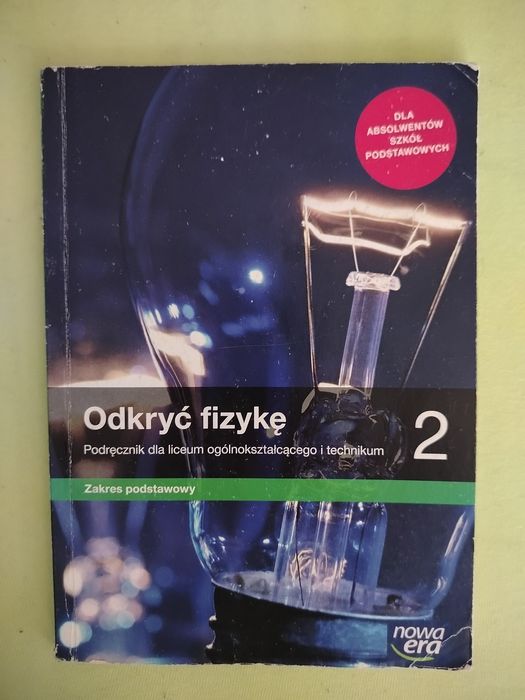 DLA
ABSOLWENTÓW
SZKÓŁ
PODSTAWOWYCH
Odkryć fizykę
2
Podręcznik dla liceum ogólnokształcącego i technikum
Zakres podstawowy
nowa
era